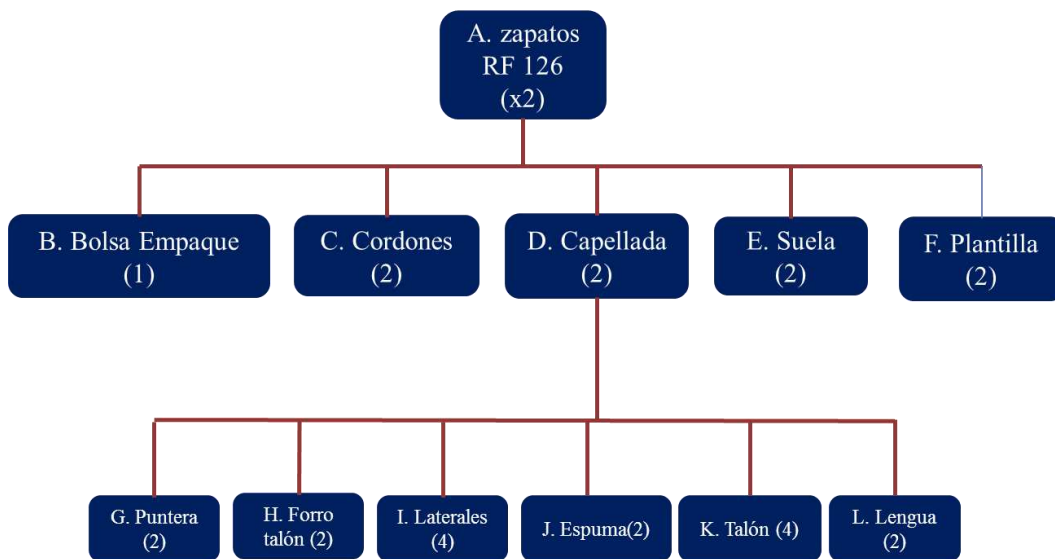 A. zapatos
RF 126
(x2)
B. Bolsa Empaque
(1)
C. Cordones
(2)
D. Capellada
(2)
E. Suela
(2)
F. Plantilla
(2)
G. Puntera
(2)
H. Forro
talón (2)
I. Laterales
(4)
J. Espuma(2)
K. Talón (4)
L. Lengua
(2)